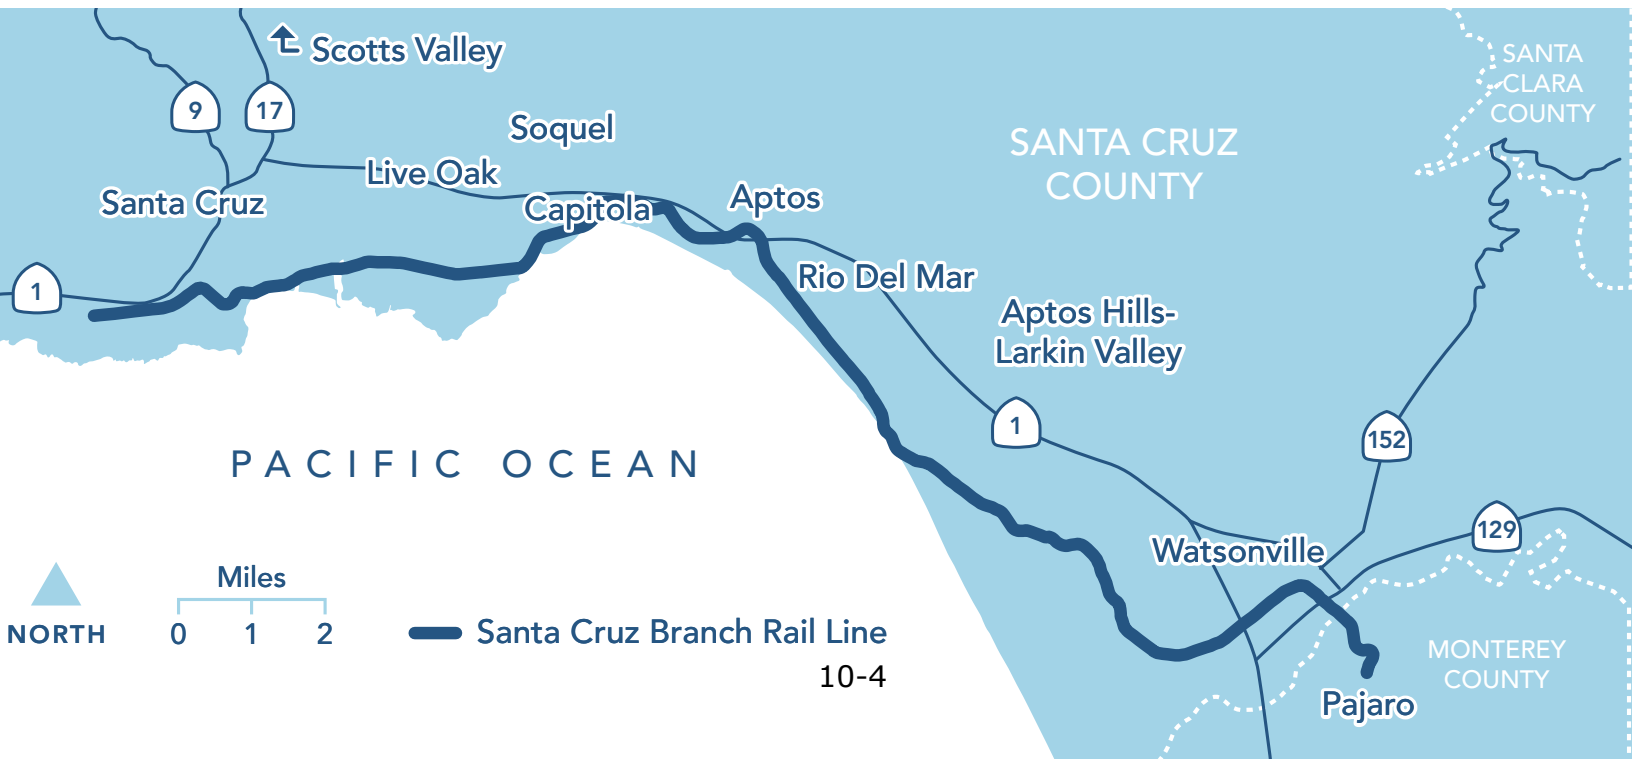 Scotts Valley
SANTA
CLARA
COUNTY
9
17
Soquel
SANTA CRUZ
COUNTY
Live Oak
Santa Cruz
Capitola
Aptos
Rio Del Mar
1
Aptos Hills-
Larkin Valley
1
152
PACIFIC OCEAN
129
Watsonville
Miles
NORTH
0 1 2
Santa Cruz Branch Rail Line
10-4
MONTEREY
COUNTY
Pajaro